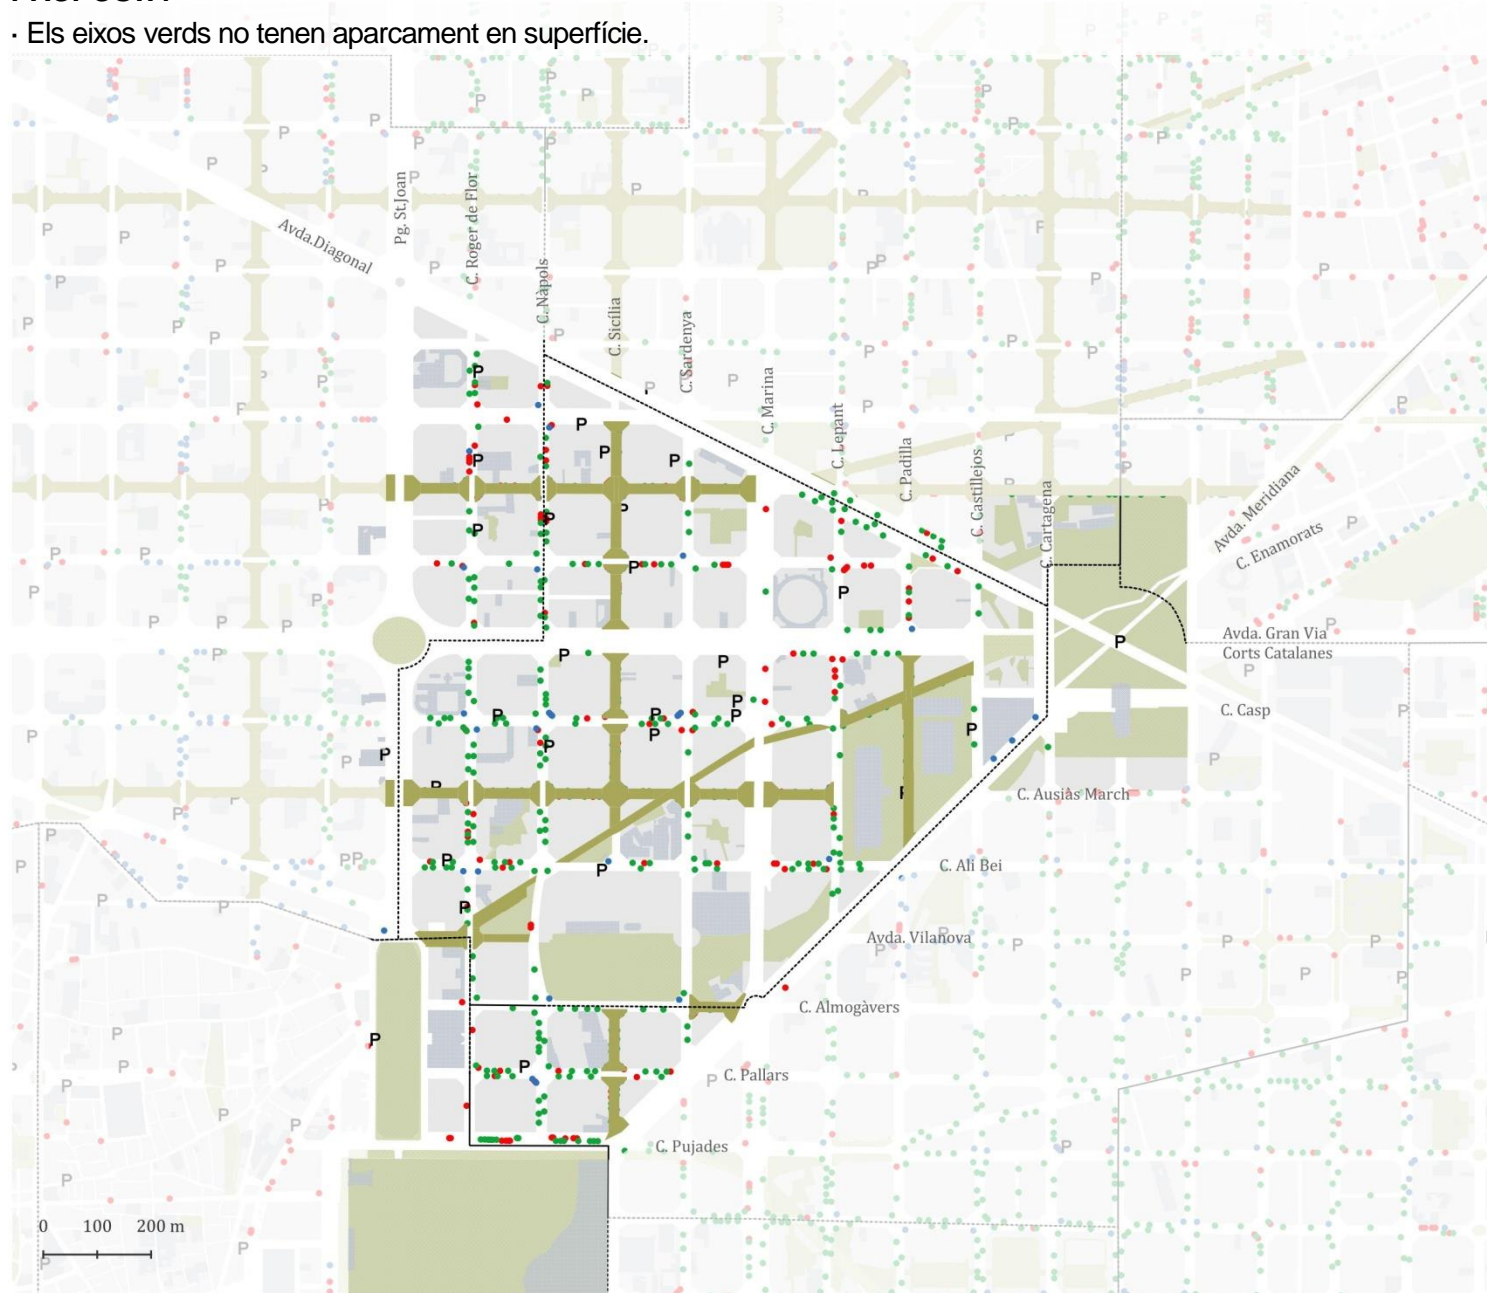 · Els eixos verds no tenen aparcament en superfície.
Pg. St.Joan
C. Roger de Flor
Avda.Diagonal
C. Nàpols
C. Sicília
C. Sardenya
C. Marina
C. Lepant
C. Padilla
C. Castillejos
C. Cartagena
Avda. Meridiana
C. Enamorats
Avda. Gran Via
Corts Catalanes
C. Casp
C. Ausias March
C. Alí Bei
Avda. Vilanova
C. Almogàvers
C. Pallars
C. Pujades
0 100 200 m